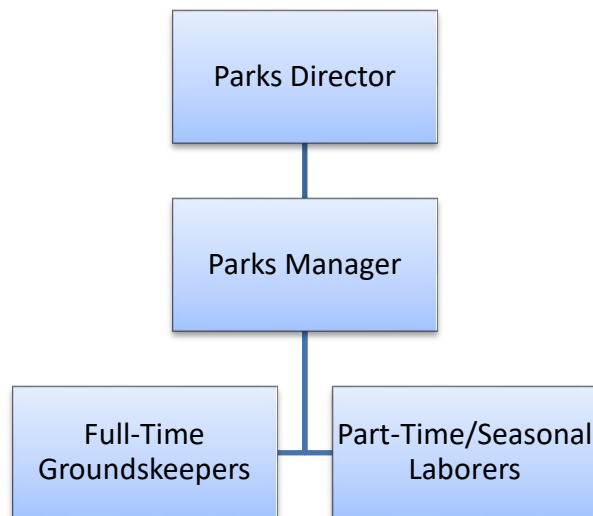 Parks Director
Parks Manager
Full-Time
Groundskeepers
Part-Time/Seasonal
Laborers